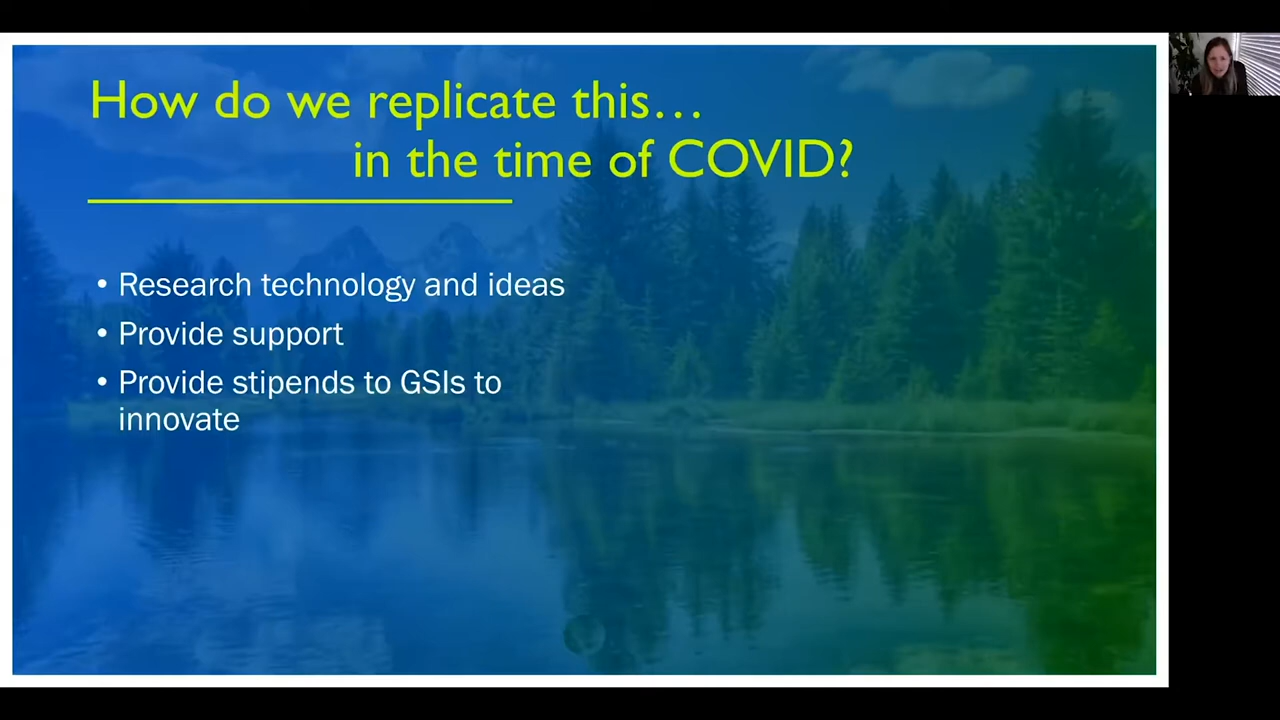 How do we replicate this…
in the time of COVID?
• Research technology and ideas
• Provide support
• Provide stipends to GSIs to
innovate